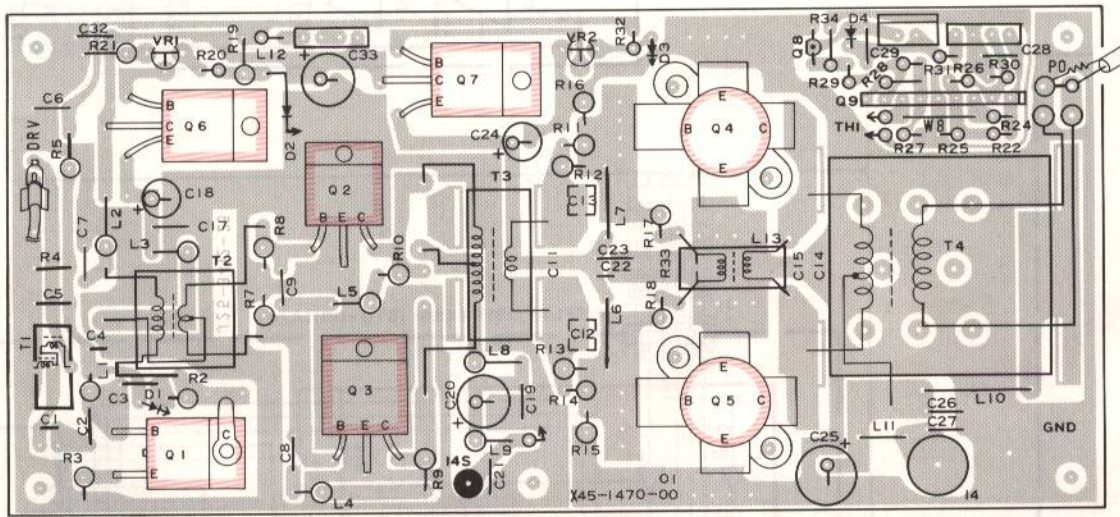 C32
R21
VR1
R20
R19
L12
C33
VR2
R32
D3
R34
D4
Q8
C29
C28
R29
R28
R31
R26
R30
PO
Q9
TH1
W8
R24
R27
R25
R22
C6
DRV
R5
B
C
E
Q6
D2
B
C
E
Q7
R16
R11
R12
C24
T3
E
B
Q4
C
E
Q2
B
E
C
C18
L2
C17
L3
C7
R8
R10
C13
L7
R17
L13
R4
C5
T2
C9
L5
R7
C11
C23
C22
R33
C15
C14
T4
T1
C4
L1
R18
L6
C12
R2
C3
D1
C1
C2
R3
B
C
E
Q1
Q3
B
E
C
C8
L4
R9
L8
C20
C19
L9
14S
C21
R13
R14
R15
E
B
Q5
C
E
C25
L11
L10
C26
C27
GND
14
01
X45-1470-00